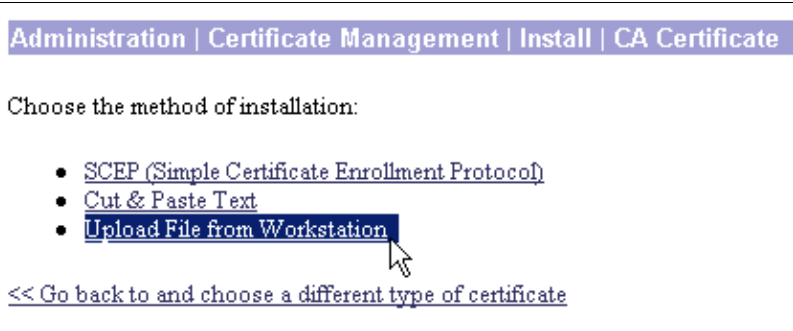 Administration | Certificate Management | Install | CA Certificate
Choose the method of installation:
SCEP (Simple Certificate Enrollment Protocol)
Cut & Paste Text
Upload File from Workstation
<< Go back to and choose a different type of certificate